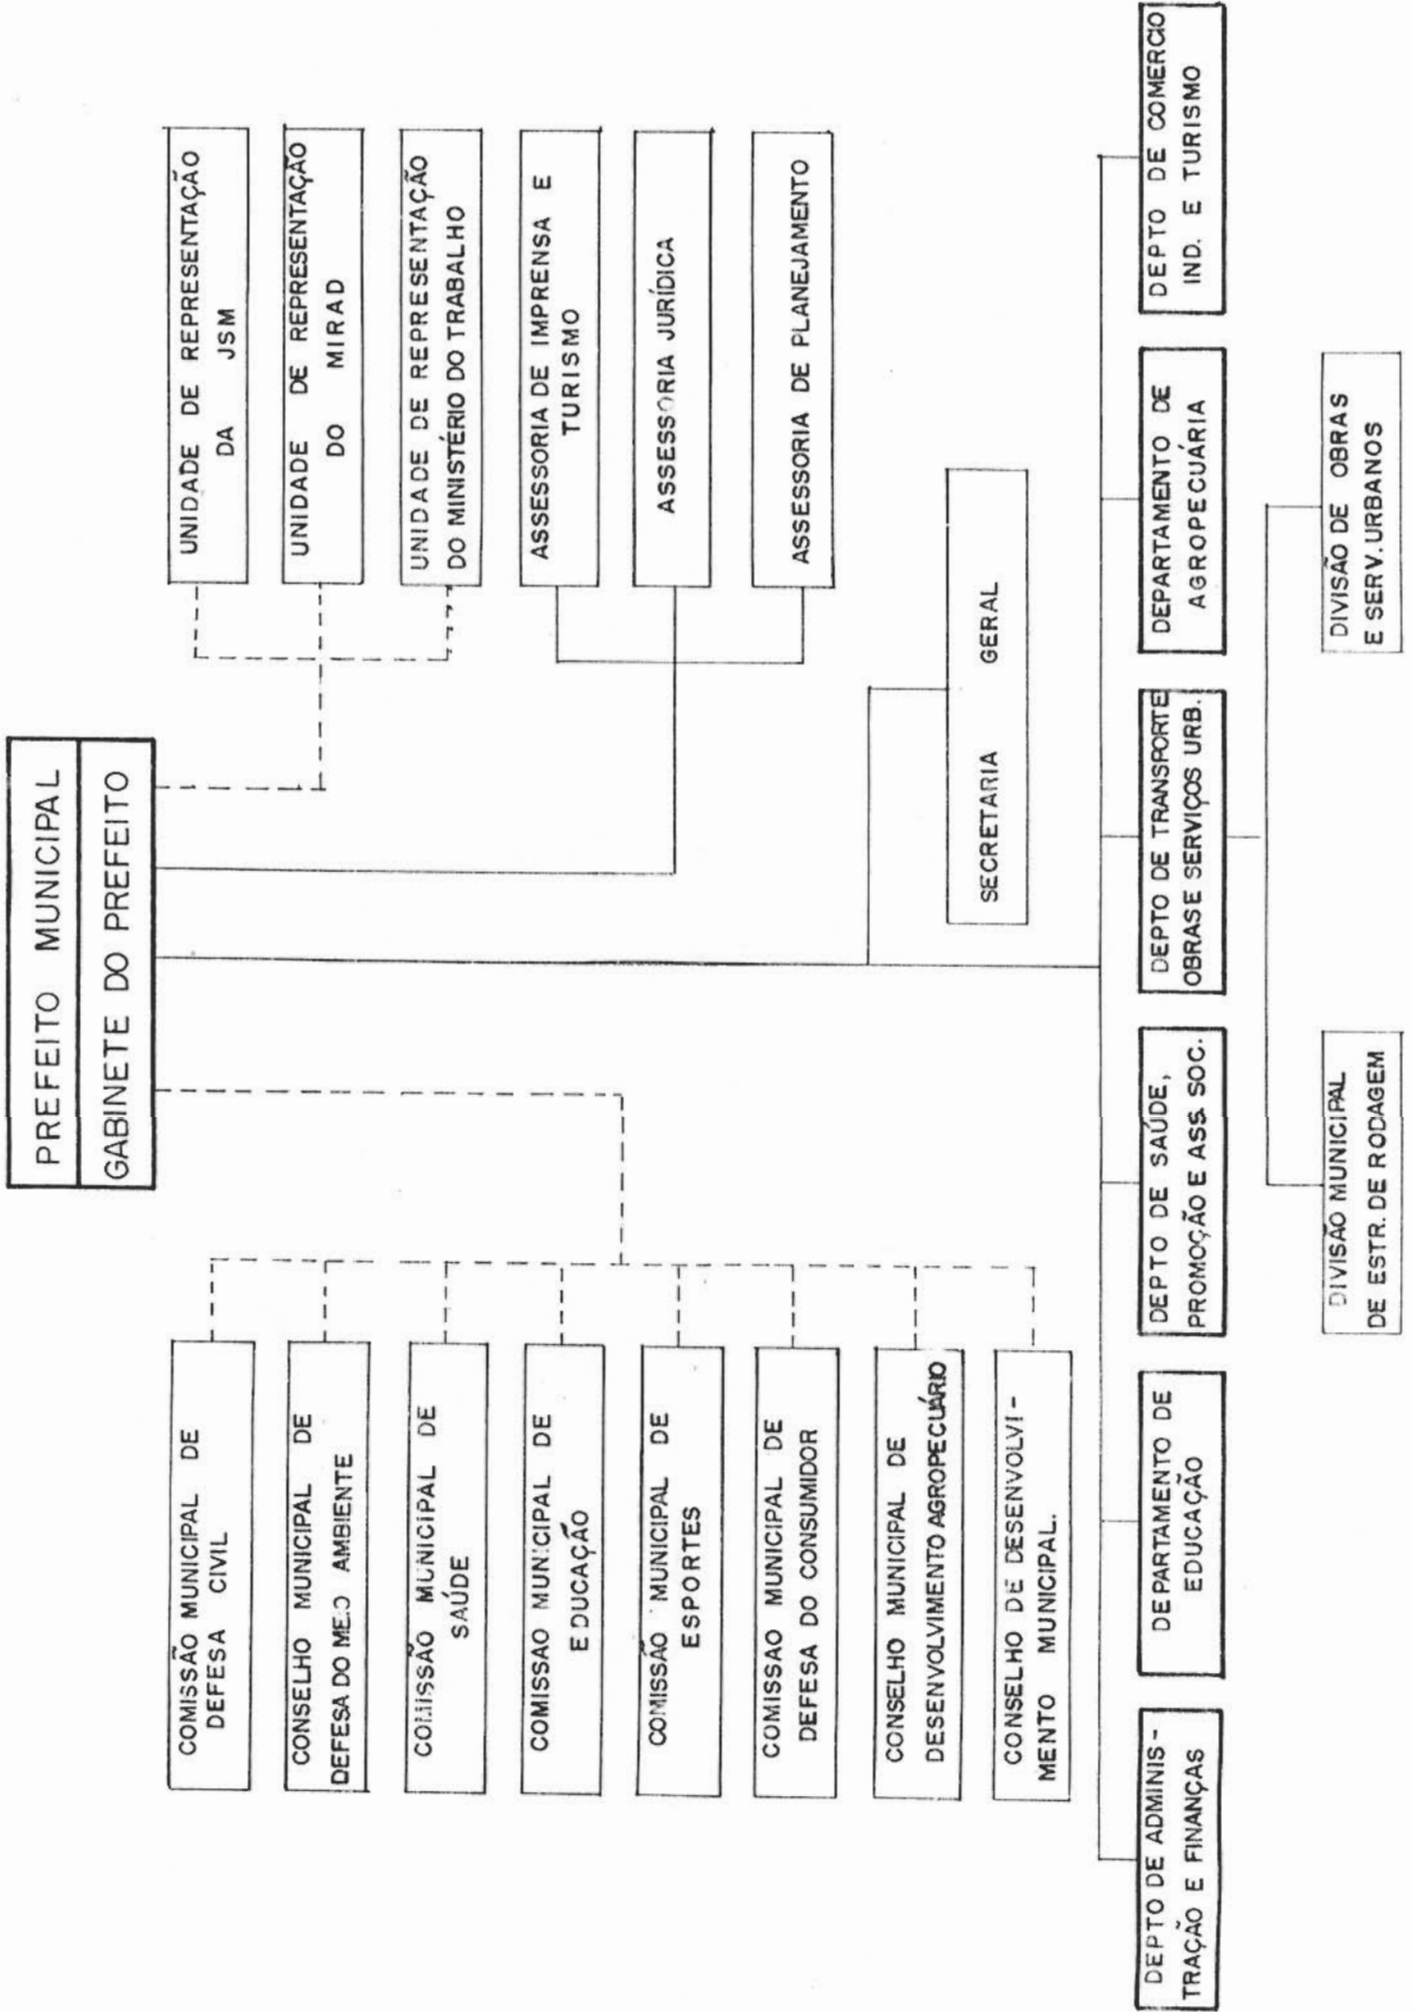 PREFEITO MUNICIPAL
GABINETE DO PREFEITO
COMISSÃO MUNICIPAL DE
DEFESA CIVIL
CONSELHO MUNICIPAL DE
DEFESA DO MEIO AMBIENTE
COMISSÃO MUNICIPAL DE
SAÚDE
COMISSAO MUNICIPAL DE
EDUCAÇÃO
COMISSÃO MUNICIPAL DE
ESPORTES
COMISSAO MUNICIPAL DE
DEFESA DO CONSUMIDOR
CONSELHO MUNICIPAL DE
DESENVOLVIMENTO AGROPECUÁRIO
CONSELHO DE DESENVOLVI-
MENTO MUNICIPAL.
UNIDADE DE REPRESENTAÇÃO
DA JSM
UNIDADE DE REPRESENTAÇÃO
DO MIRAD
UNIDADE DE REPRESENTAÇÃO
DO MINISTÉRIO DO TRABALHO
ASSESSORIA DE IMPRENSA E
TURISMO
ASSESSORIA JURÍDICA
ASSESSORIA DE PLANEJAMENTO
SECRETARIA GERAL
DEPTO DE ADMINIS-
TRAÇÃO E FINANÇAS
DEPARTAMENTO DE
EDUCAÇÃO
DEPTO DE SAÚDE,
PROMOÇÃO E ASS. SOC.
DEPTO DE TRANSPORTE
OBRAS E SERVIÇOS URB.
DEPARTAMENTO DE
AGROPECUÁRIA
DEPTO DE COMERCIO
IND. E TURISMO
DIVISÃO MUNICIPAL
DE ESTR. DE RODAGEM
DIVISÃO DE OBRAS
E SERV. URBANOS